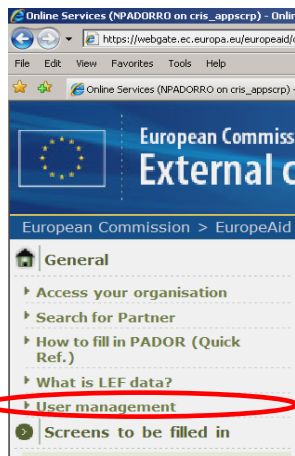 Online Services (NPADORRO on cris_appscrp) - Onli
https://webgate.ec.europa.eu/europeaid/
File Edit View Favorites Tools Help
Online Services (NPADORRO on cris_appscrp) -
European Commiss
External c
European Commission > EuropeAid
General
Access your organisation
Search for Partner
How to fill in PADOR (Quick
Ref.)
What is LEF data?
User management
Screens to be filled in